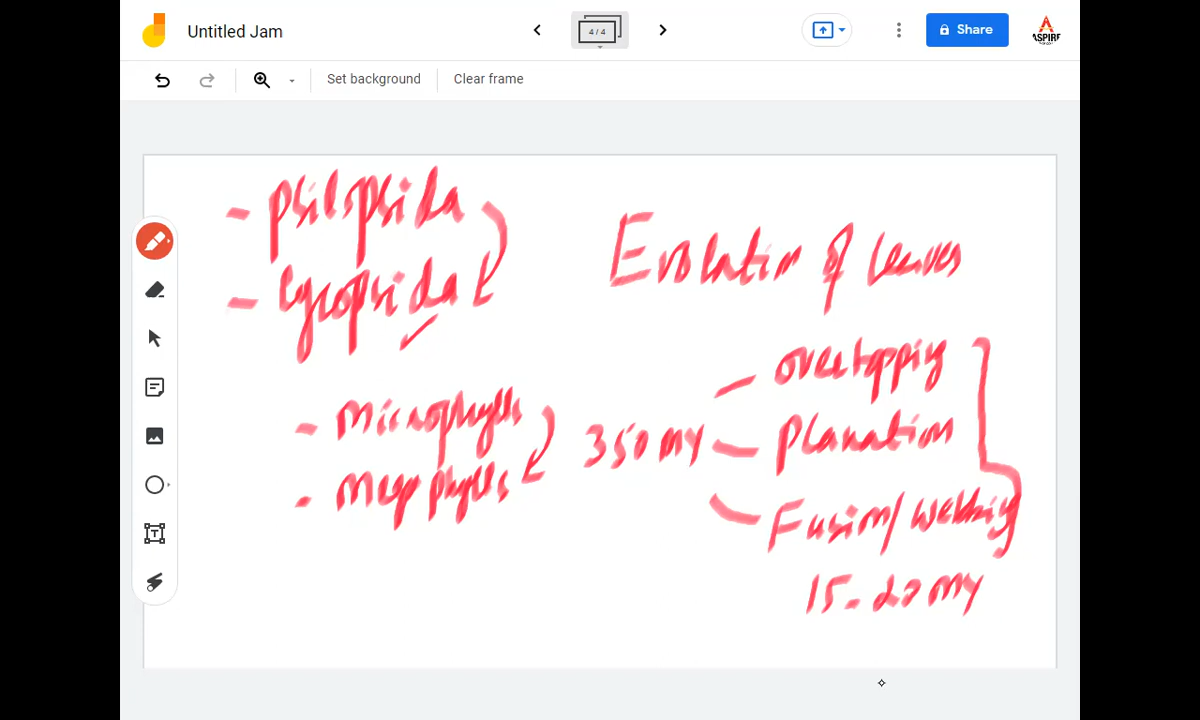 Untitled Jam
4 / 4
Share
ASPIRE
Set background
Clear frame
- Psilopsida
- Lycopsida
Evolution of leaves
- Microphylls
- Megaphylls
350 my
- Overtopping
- Planation
- Fusion/webbing
15-20 my